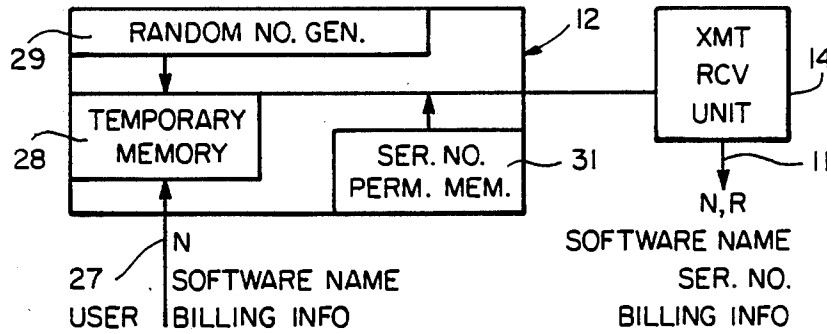 RANDOM NO. GEN.
29
12
XMT
RCV
UNIT
14
TEMPORARY
MEMORY
28
SER. NO.
PERM. MEM.
31
11
N
27
SOFTWARE NAME
USER BILLING INFO
N,R
SOFTWARE NAME
SER. NO.
BILLING INFO